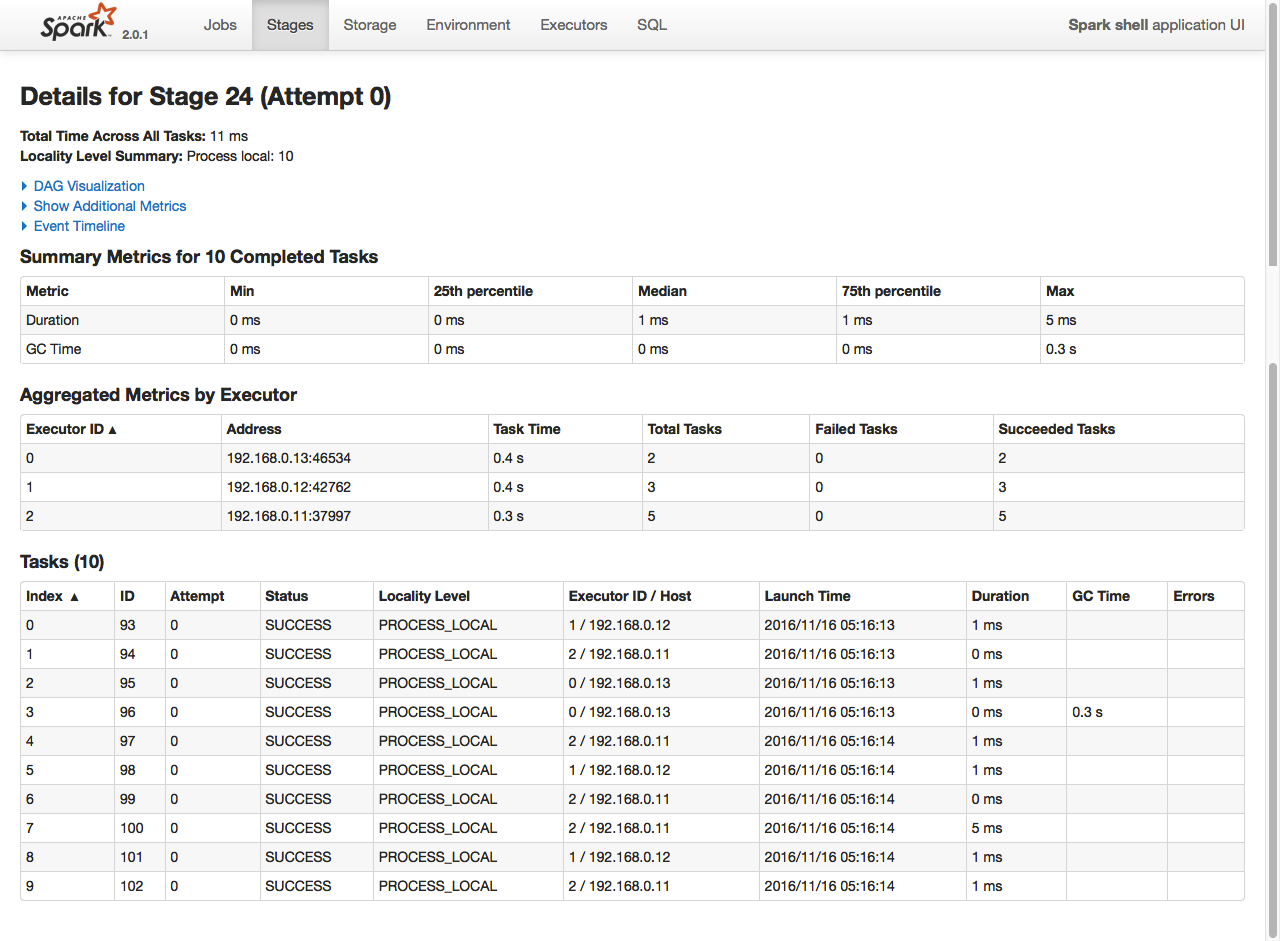 APACHE
Spark 2.0.1 Jobs Stages Storage Environment Executors SQL Spark shell application UI
Details for Stage 24 (Attempt 0)
Total Time Across All Tasks: 11 ms
Locality Level Summary: Process local: 10
DAG Visualization
Show Additional Metrics
Event Timeline
Summary Metrics for 10 Completed Tasks
Metric Min 25th percentile Median 75th percentile Max
Duration 0 ms 0 ms 1 ms 1 ms 5 ms
GC Time 0 ms 0 ms 0 ms 0 ms 0.3 s
Aggregated Metrics by Executor
Executor ID ▲ Address Task Time Total Tasks Failed Tasks Succeeded Tasks
0 192.168.0.13:46534 0.4 s 2 0 2
1 192.168.0.12:42762 0.4 s 3 0 3
2 192.168.0.11:37997 0.3 s 5 0 5
Tasks (10)
Index ▲ ID Attempt Status Locality Level Executor ID / Host Launch Time Duration GC Time Errors
0 93 0 SUCCESS PROCESS_LOCAL 1 / 192.168.0.12 2016/11/16 05:16:13 1 ms
1 94 0 SUCCESS PROCESS_LOCAL 2 / 192.168.0.11 2016/11/16 05:16:13 0 ms
2 95 0 SUCCESS PROCESS_LOCAL 0 / 192.168.0.13 2016/11/16 05:16:13 1 ms
3 96 0 SUCCESS PROCESS_LOCAL 0 / 192.168.0.13 2016/11/16 05:16:13 0 ms 0.3 s
4 97 0 SUCCESS PROCESS_LOCAL 2 / 192.168.0.11 2016/11/16 05:16:14 1 ms
5 98 0 SUCCESS PROCESS_LOCAL 1 / 192.168.0.12 2016/11/16 05:16:14 1 ms
6 99 0 SUCCESS PROCESS_LOCAL 2 / 192.168.0.11 2016/11/16 05:16:14 0 ms
7 100 0 SUCCESS PROCESS_LOCAL 2 / 192.168.0.11 2016/11/16 05:16:14 5 ms
8 101 0 SUCCESS PROCESS_LOCAL 1 / 192.168.0.12 2016/11/16 05:16:14 1 ms
9 102 0 SUCCESS PROCESS_LOCAL 2 / 192.168.0.11 2016/11/16 05:16:14 1 ms